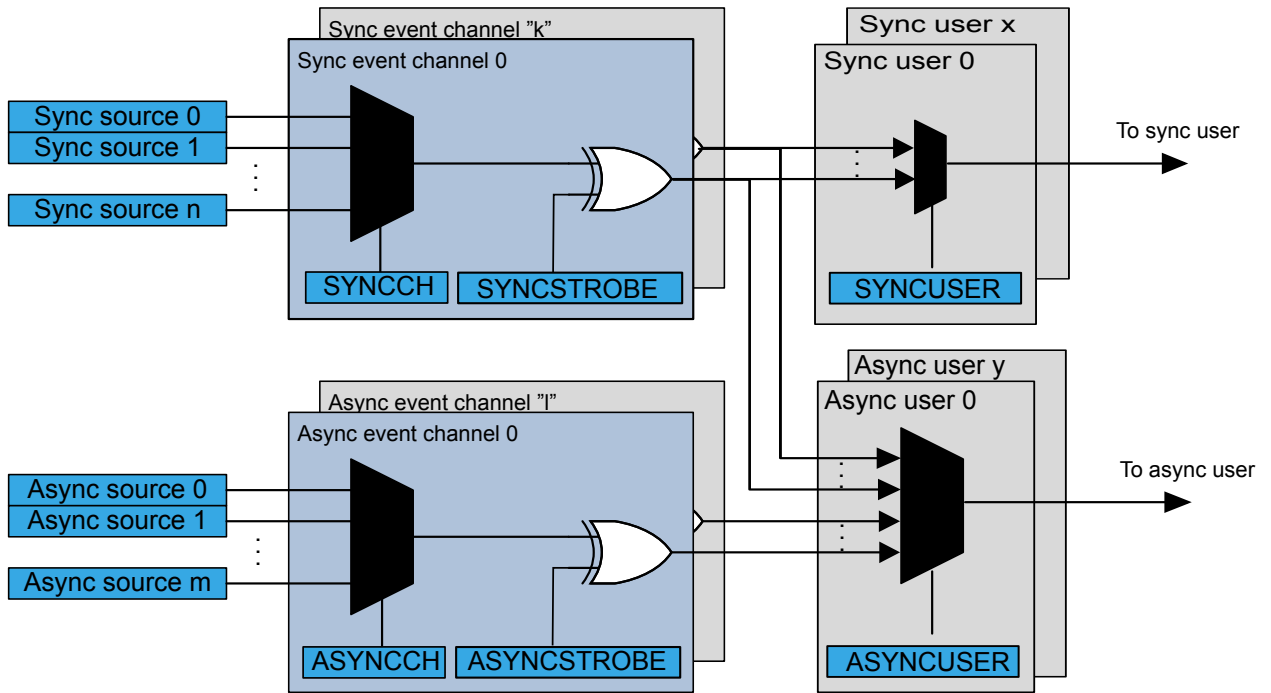 Sync event channel ”k”
Sync event channel 0
Sync source 0
Sync source 1
Sync source n
SYNCCH
SYNCSTROBE
Sync user x
Sync user 0
SYNCUSER
To sync user
Async event channel ”l”
Async event channel 0
Async source 0
Async source 1
Async source m
ASYNCCH
ASYNCSTROBE
Async user y
Async user 0
ASYNCUSER
To async user